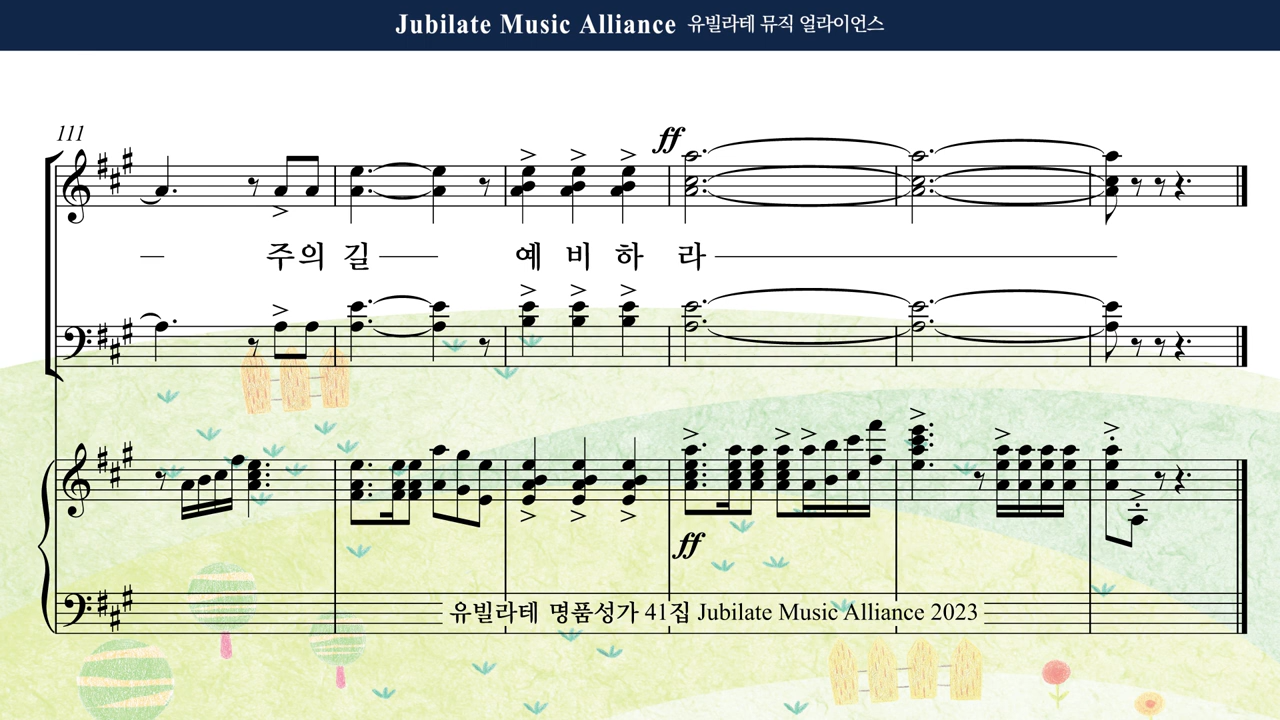 Jubilate Music Alliance 유빌라테 뮤직 얼라이언스
111
ff
주의 길 예 비 하 라
ff
유빌라테 명품성가 41집 Jubilate Music Alliance 2023